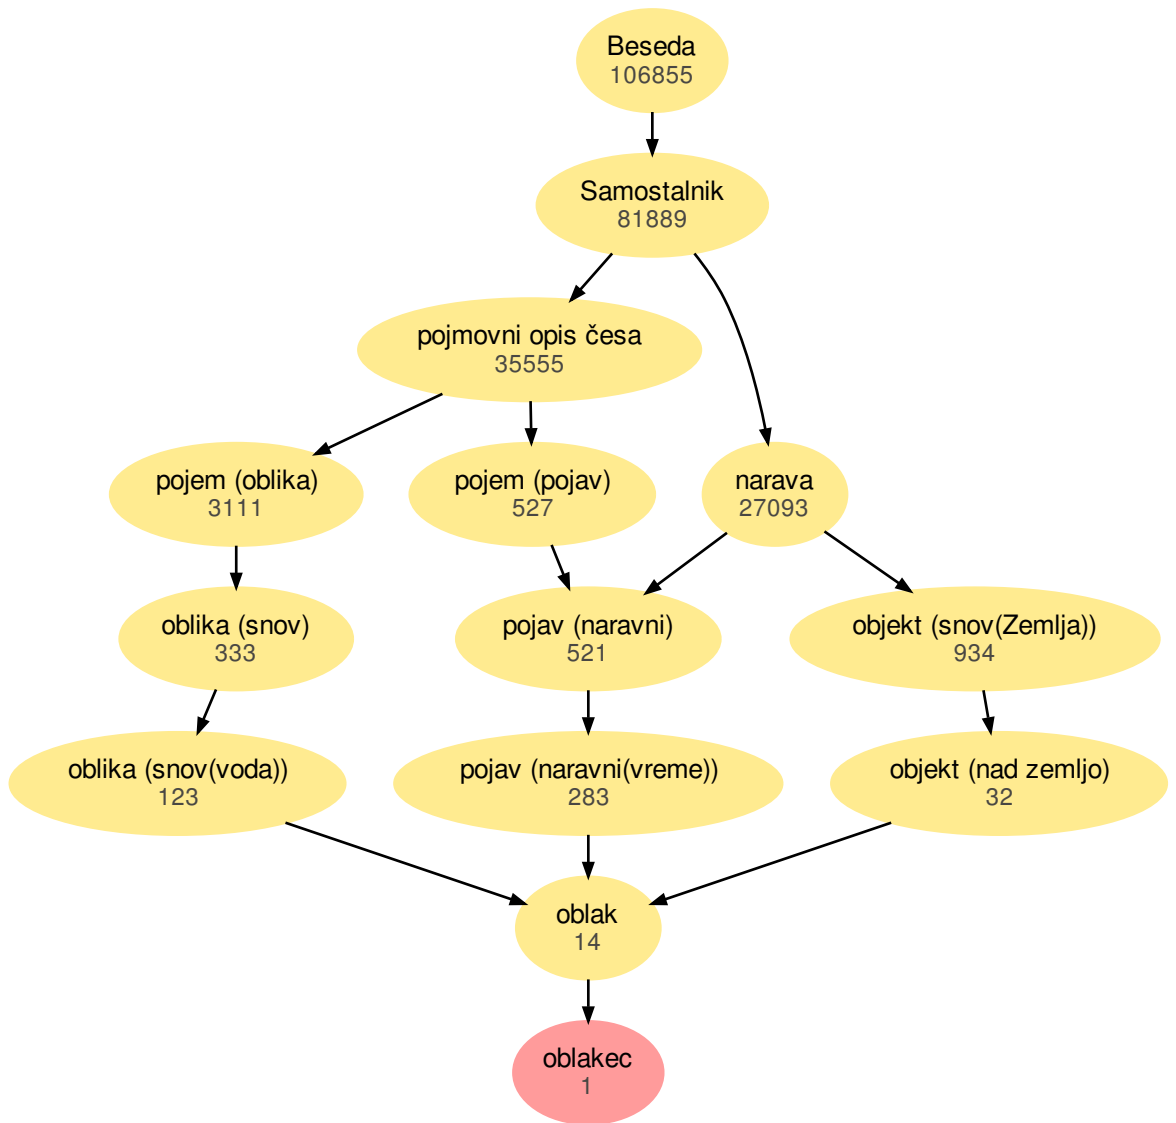 Beseda
106855
Samostalnik
81889
pojmovni opis česa
35555
pojem (oblika)
3111
pojem (pojav)
527
narava
27093
oblika (snov)
333
pojav (naravni)
521
objekt (snov(Zemlja))
934
oblika (snov(voda))
123
pojav (naravni(vreme))
283
objekt (nad zemljo)
32
oblak
14
oblakec
1